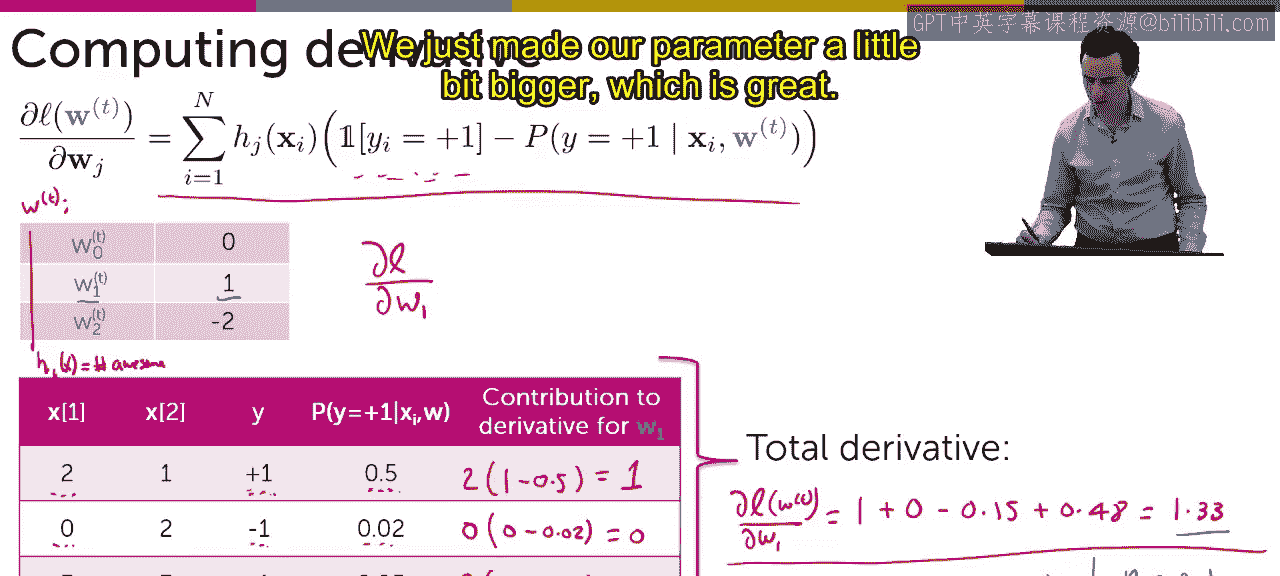 GPT中英字幕课程资源@bilibili.com
Computing derivative
We just made our parameter a little
bit bigger, which is great.
∂ℓ(w^(t)) / ∂w_j = Σ_{i=1}^{N} h_j(x_i)(𝟙[y_i = +1] − P(y = +1 | x_i, w^(t)))
w^(t):
w_0^(t) 0
w_1^(t) 1
w_2^(t) -2
∂ℓ / ∂w_1
h_1(x) = # awesome
x[1] x[2] y P(y=+1|x_i,w) Contribution to derivative for w_1
2 1 +1 0.5 2(1-0.5) = 1
0 2 -1 0.02 0(0-0.02) = 0
Total derivative:
∂ℓ(w^(t)) / ∂w_1 = 1 + 0 - 0.15 + 0.48 = 1.33